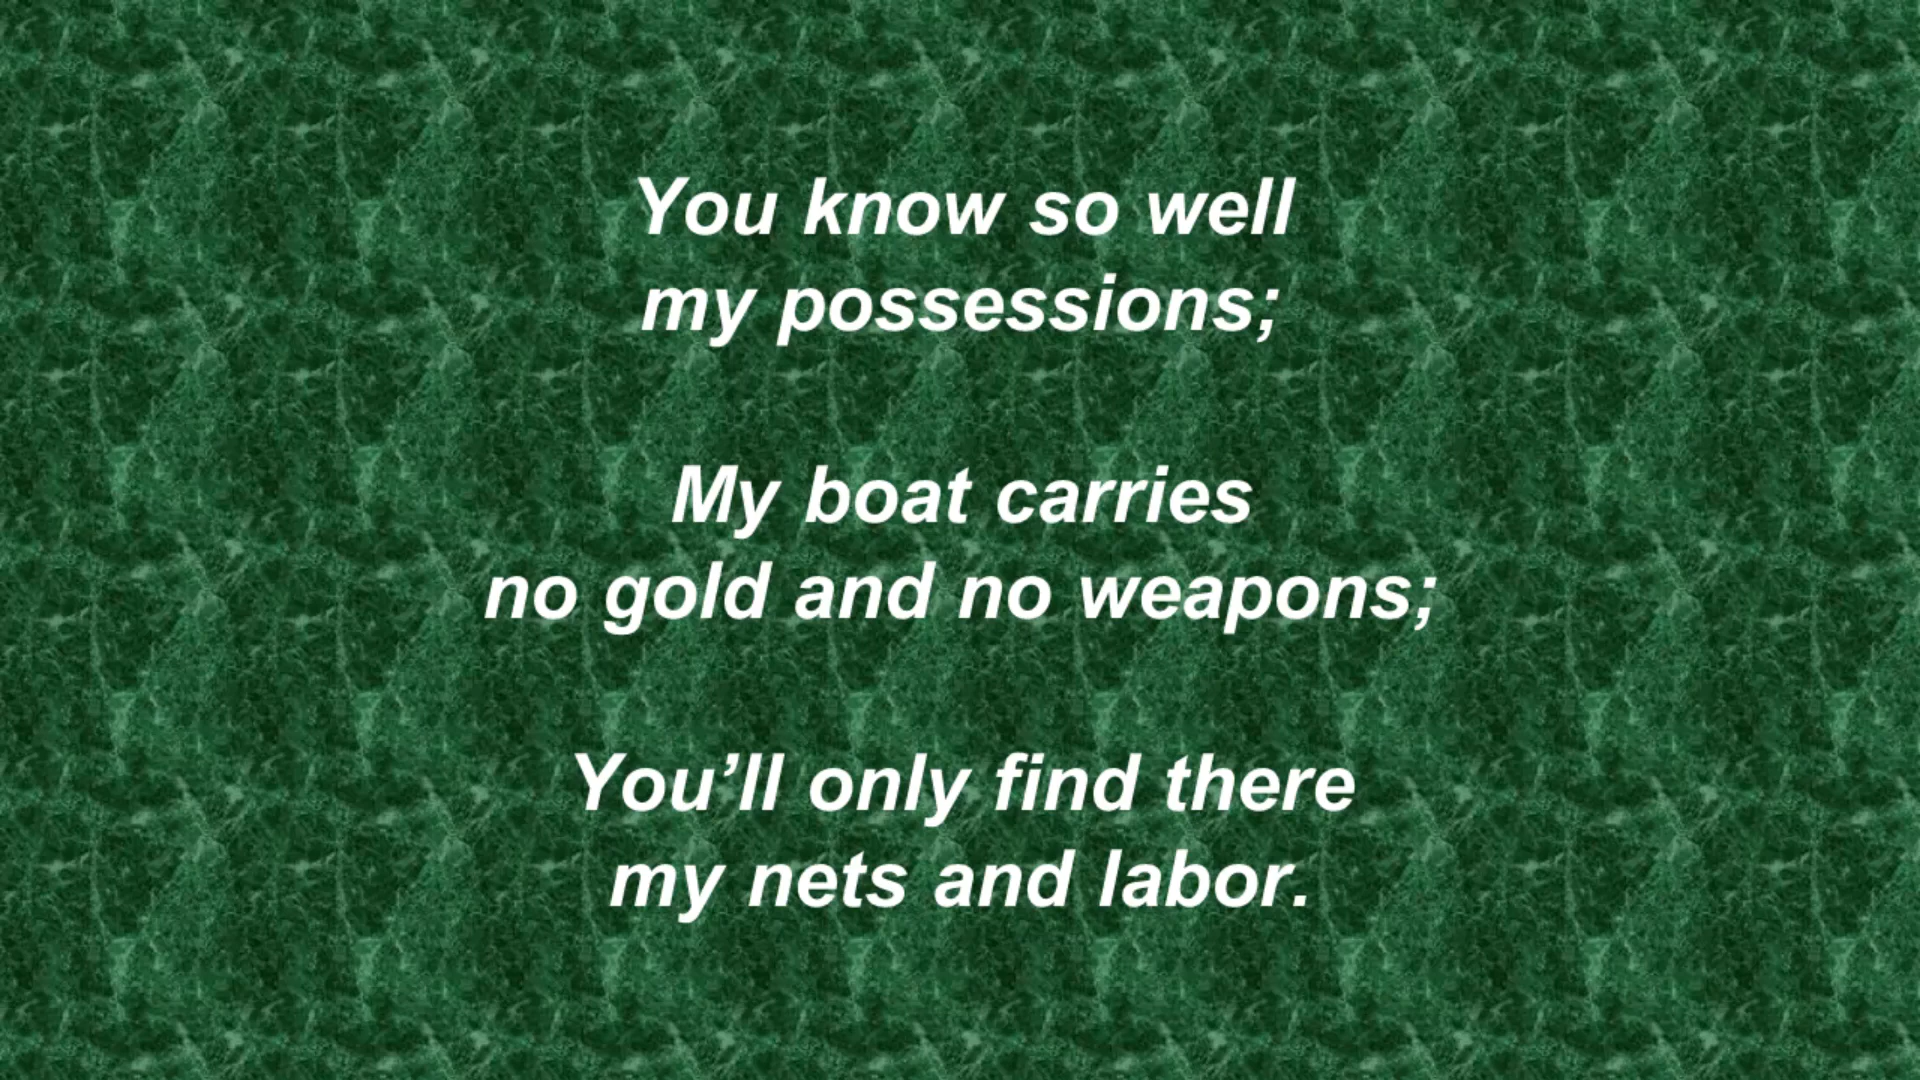 You know so well
my possessions;
My boat carries
no gold and no weapons;
You’ll only find there
my nets and labor.